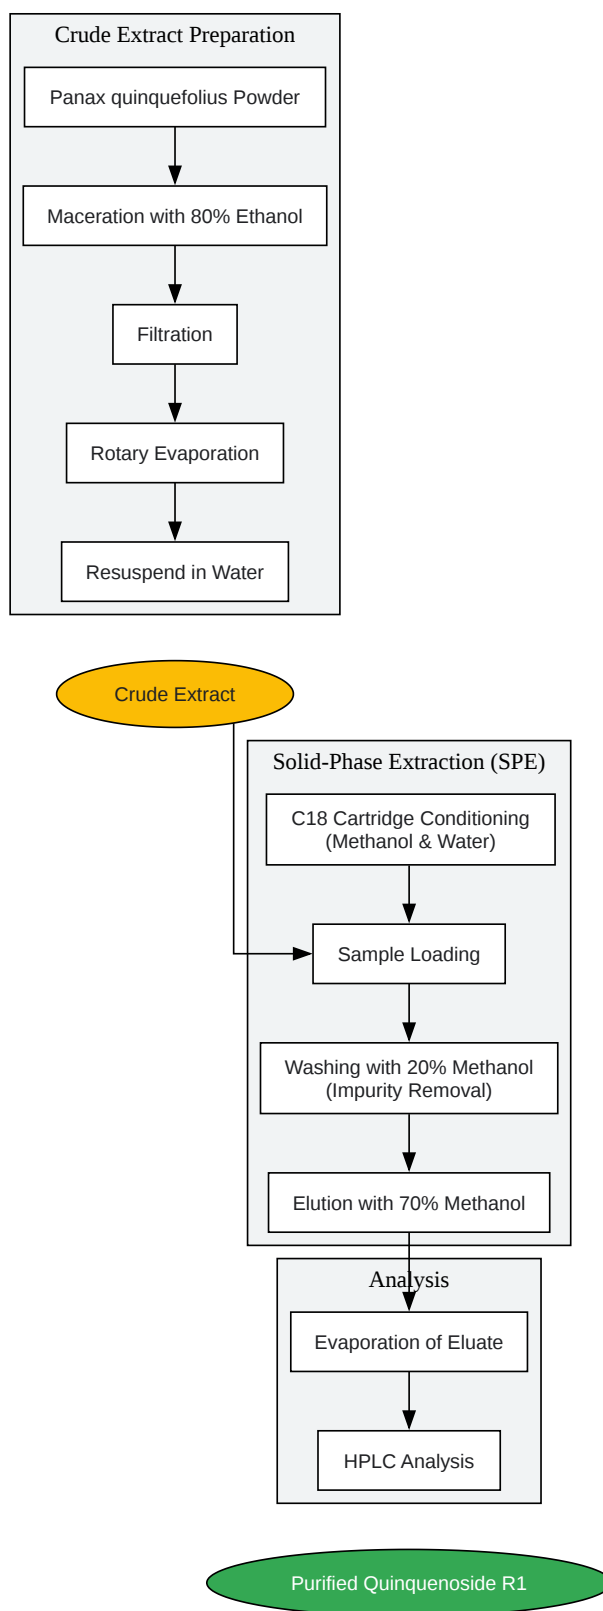 Crude Extract Preparation
Panax quinquefolius Powder
Maceration with 80% Ethanol
Filtration
Rotary Evaporation
Resuspend in Water
Crude Extract
Solid-Phase Extraction (SPE)
C18 Cartridge Conditioning
(Methanol & Water)
Sample Loading
Washing with 20% Methanol
(Impurity Removal)
Elution with 70% Methanol
Analysis
Evaporation of Eluate
HPLC Analysis
Purified Quinquenoside R1